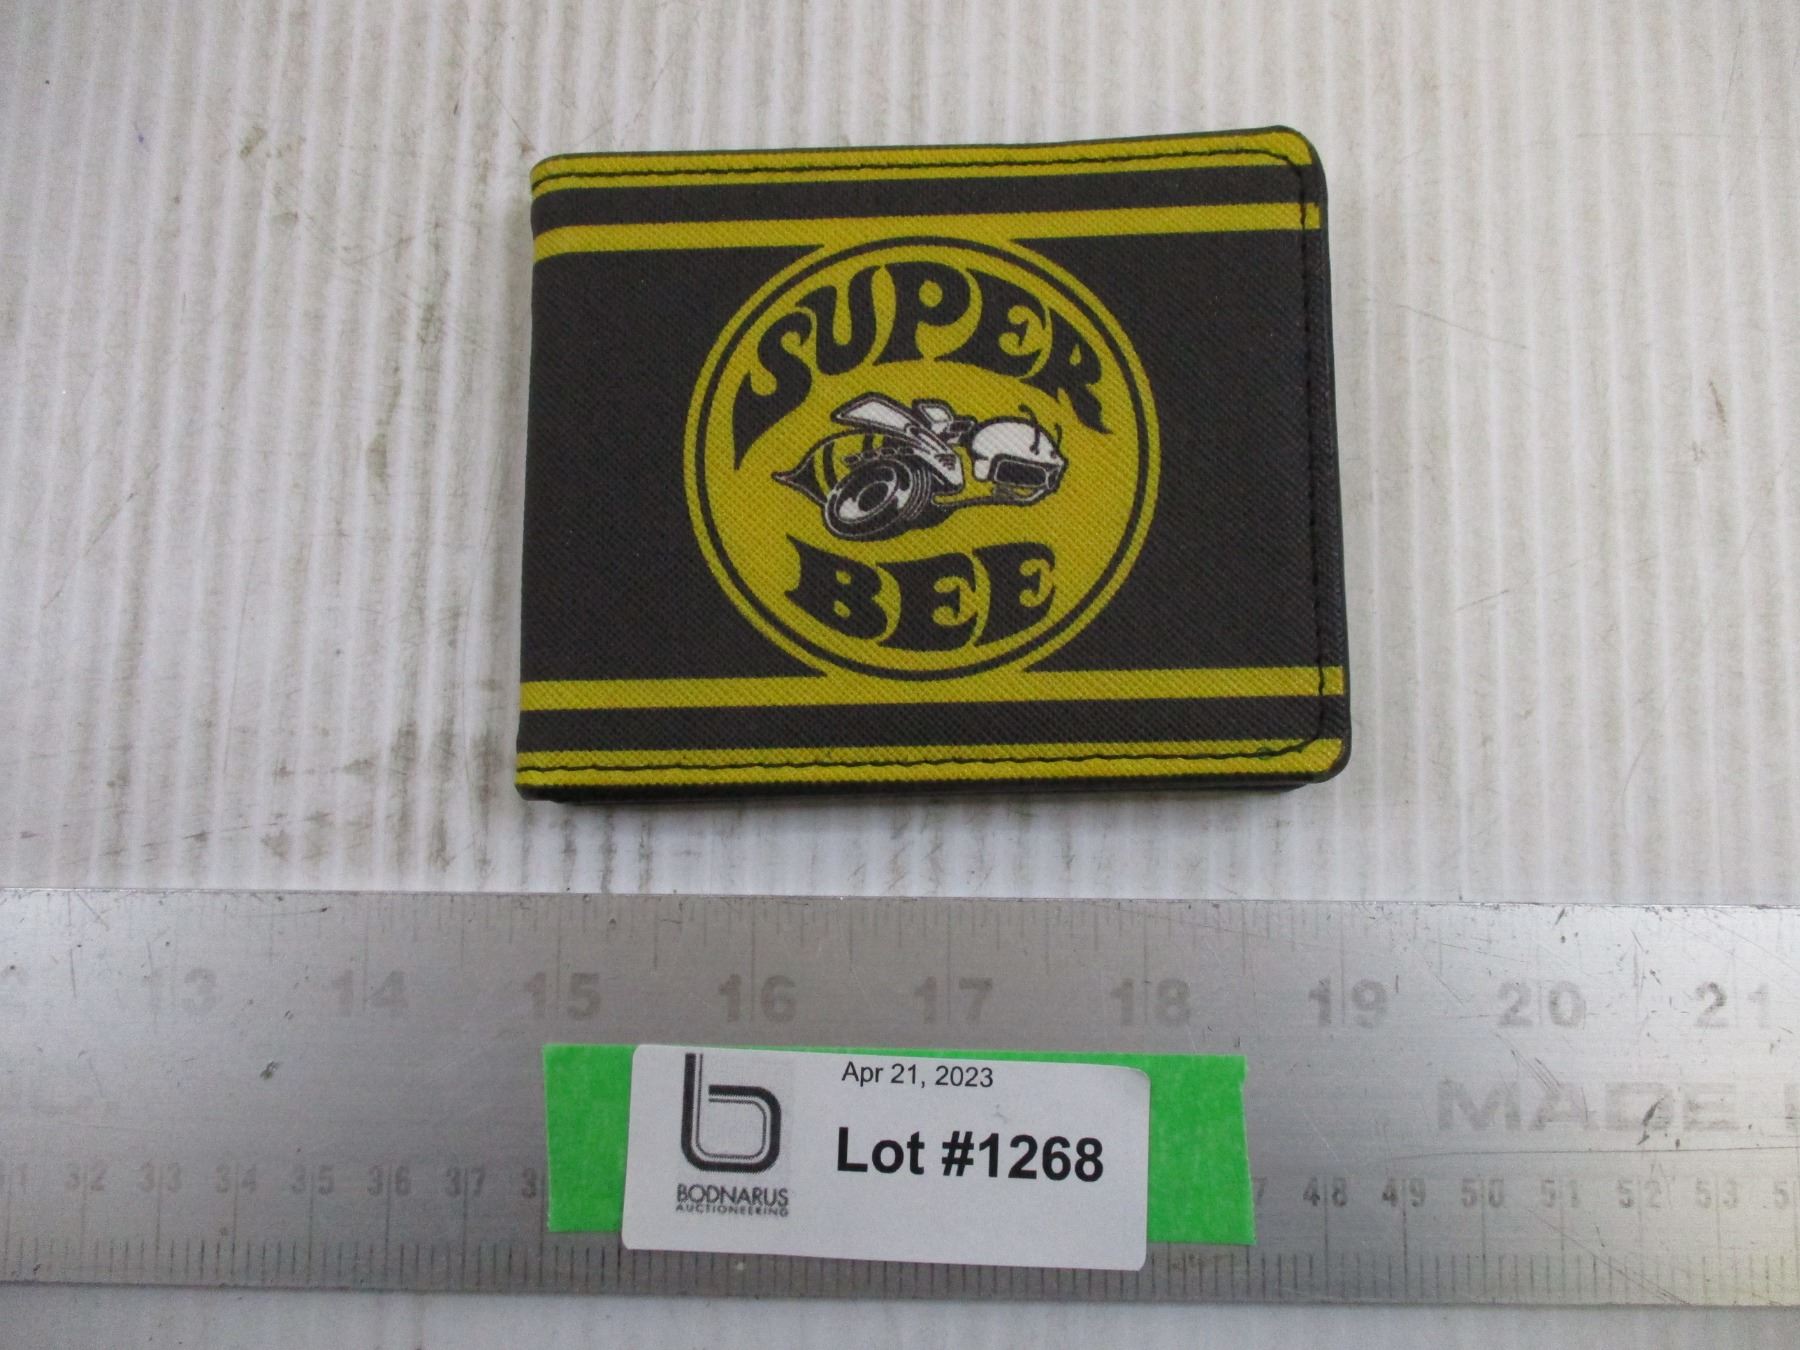 SUPER
BEE
13 14 15 16 17 18 19 20 21
MADE
Apr 21, 2023
Lot #1268
BODNARUS
AUCTIONEERING
32 33 34 35 36 37 48 49 50 51 52 53